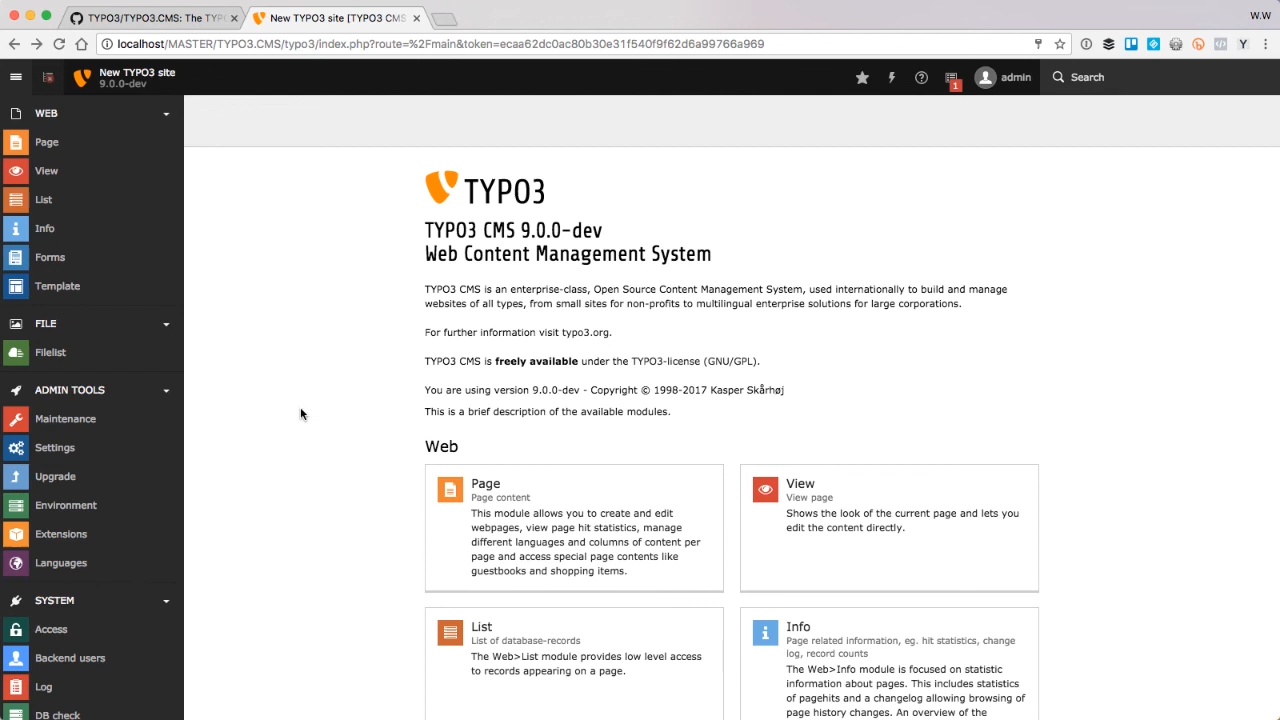 TYPO3/TYPO3.CMS: The TYP
New TYPO3 site [TYPO3 CMS
W.W
localhost/MASTER/TYPO3.CMS/typo3/index.php?route=%2Fmain&token=ecaa62dc0ac80b30e31f540f9f62d6a99766a969
New TYPO3 site
9.0.0-dev
1
admin
Search
WEB
Page
View
List
Info
Forms
Template
FILE
Filelist
ADMIN TOOLS
Maintenance
Settings
Upgrade
Environment
Extensions
Languages
SYSTEM
Access
Backend users
Log
DB check
TYPO3
TYPO3 CMS 9.0.0-dev
Web Content Management System
TYPO3 CMS is an enterprise-class, Open Source Content Management System, used internationally to build and manage
websites of all types, from small sites for non-profits to multilingual enterprise solutions for large corporations.
For further information visit typo3.org.
TYPO3 CMS is freely available under the TYPO3-license (GNU/GPL).
You are using version 9.0.0-dev - Copyright © 1998-2017 Kasper Skårhøj
This is a brief description of the available modules.
Web
Page
Page content
This module allows you to create and edit
webpages, view page hit statistics, manage
different languages and columns of content per
page and access special page contents like
guestbooks and shopping items.
View
View page
Shows the look of the current page and lets you
edit the content directly.
List
List of database-records
The Web>List module provides low level access
to records appearing on a page.
Info
Page related information, eg. hit statistics, change
log, record counts
The Web>Info module is focused on statistic
information about pages. This includes statistics
of pagehits and a changelog allowing browsing of
page history changes. An overview of the